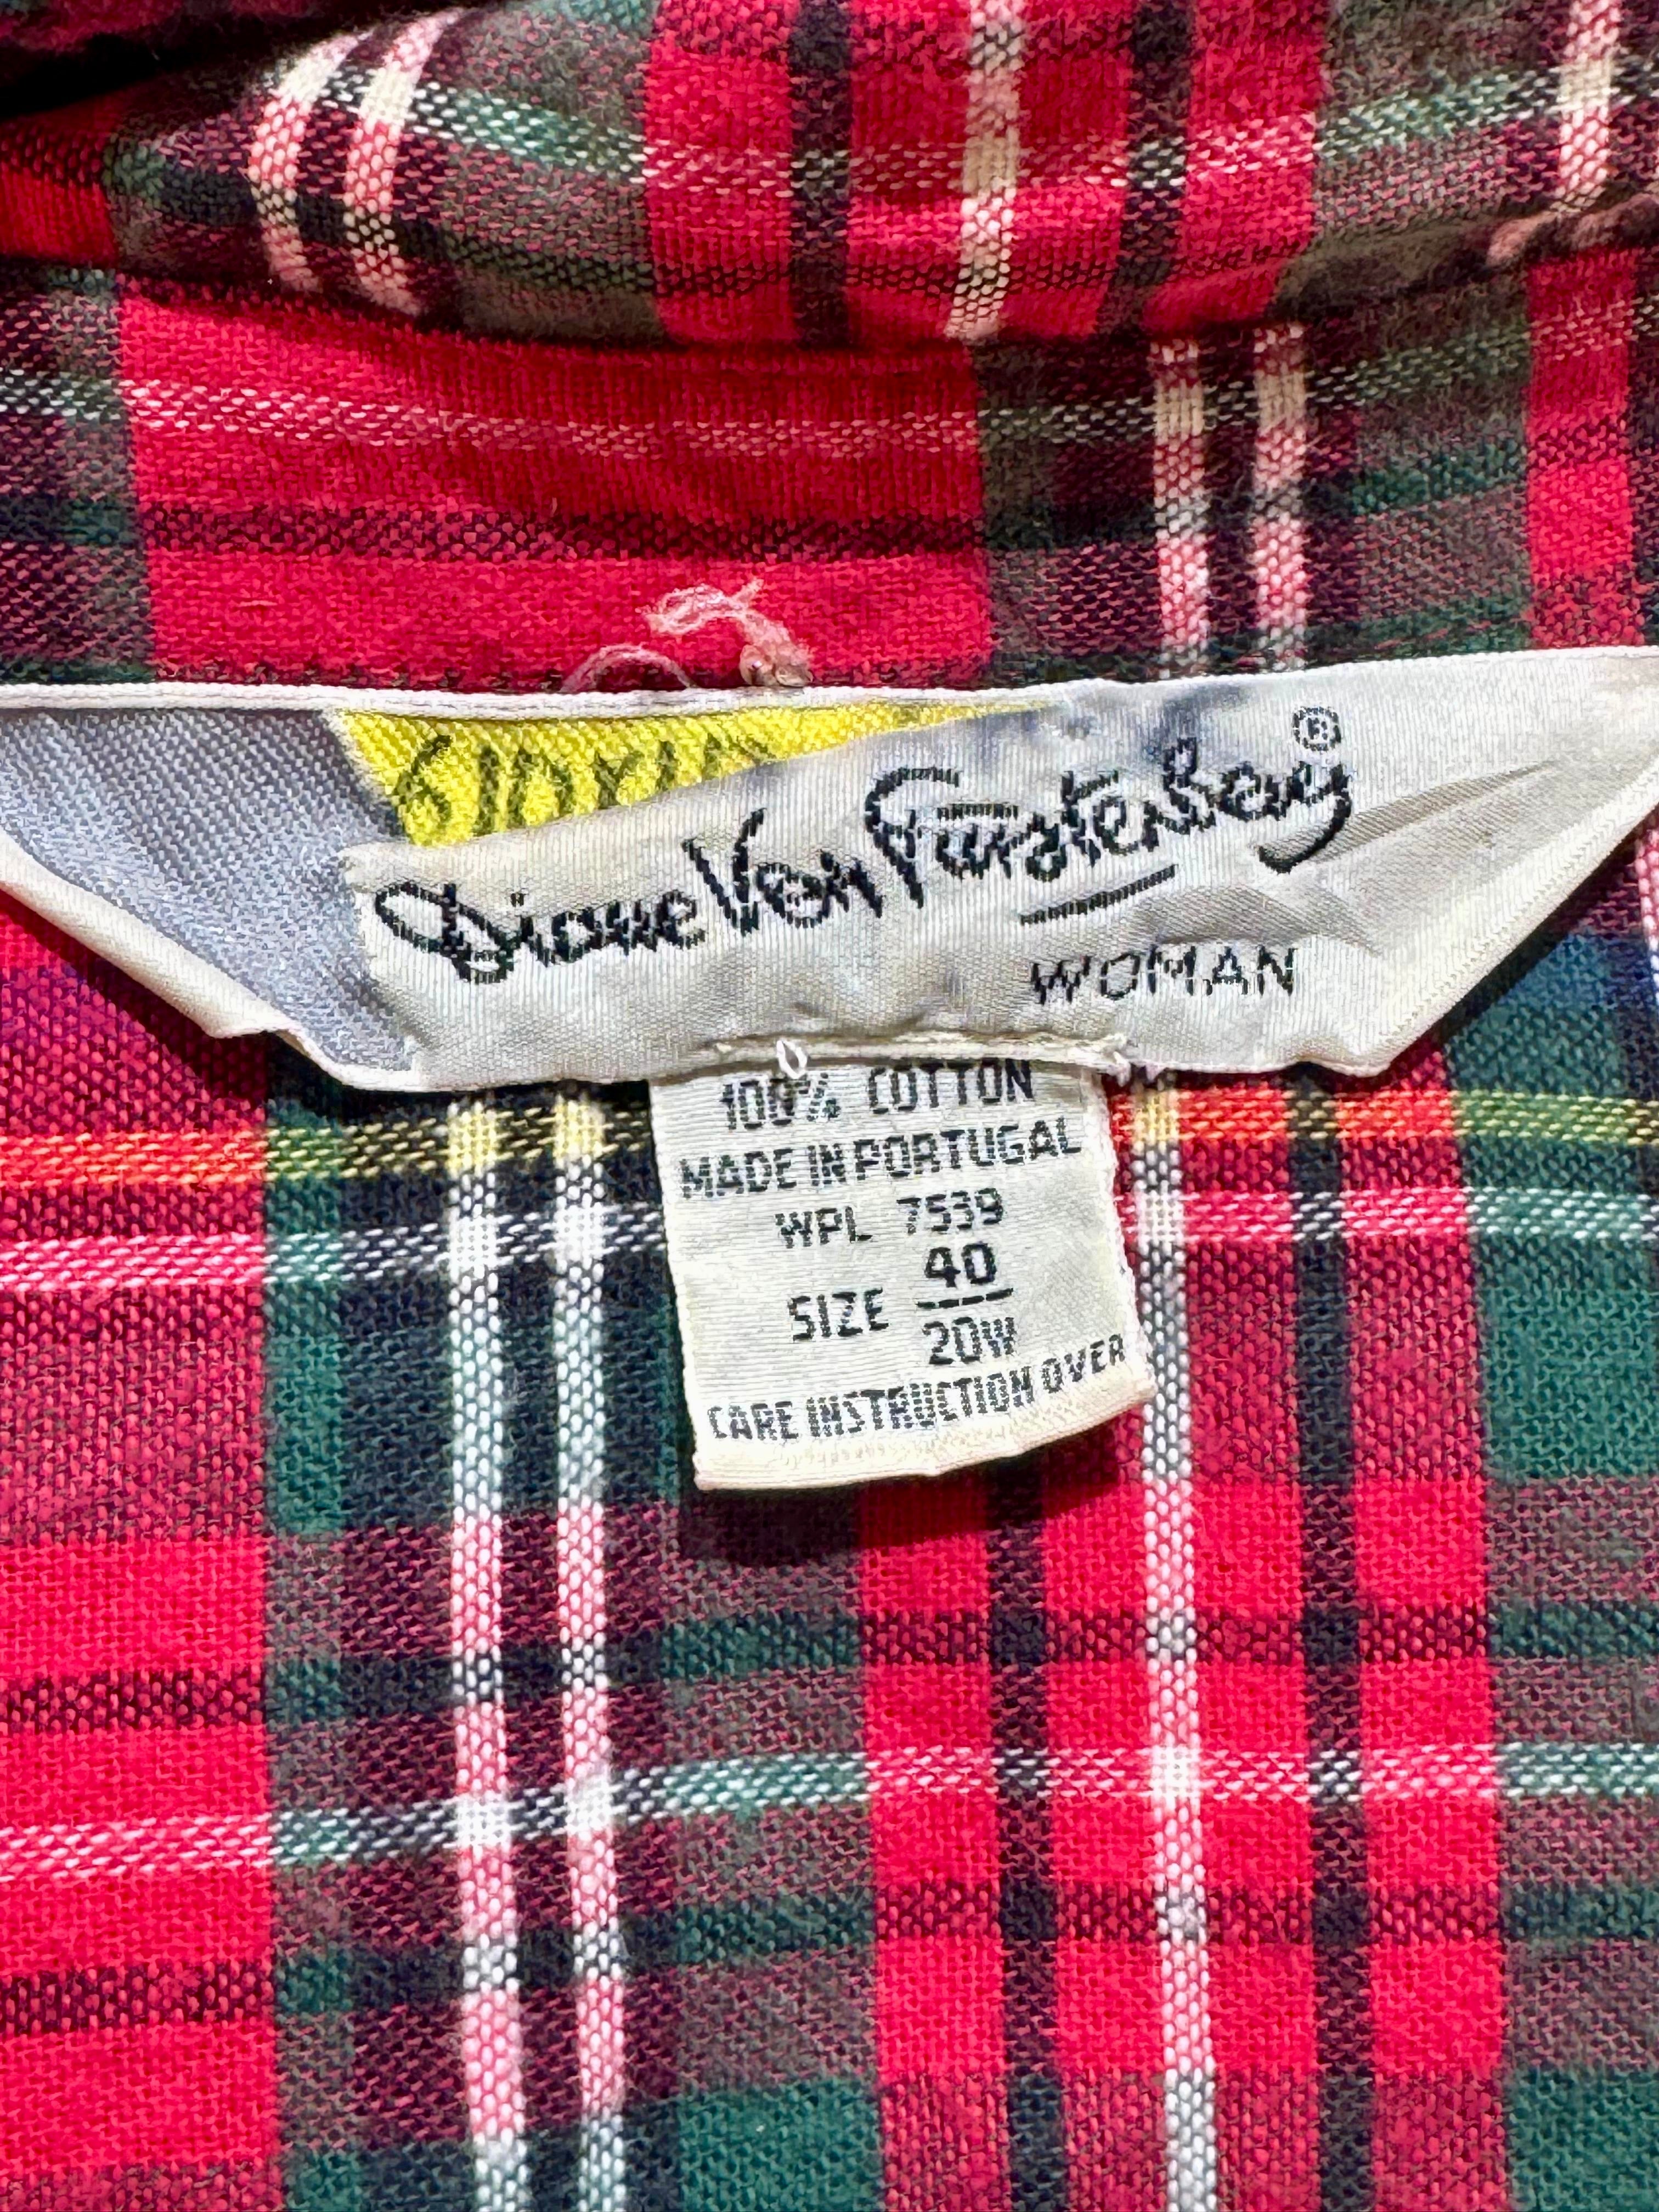 Diane Von Furstenberg®
WOMAN
100% COTTON
MADE IN PORTUGAL
WPL 7539
SIZE 40
20W
CARE INSTRUCTION OVER